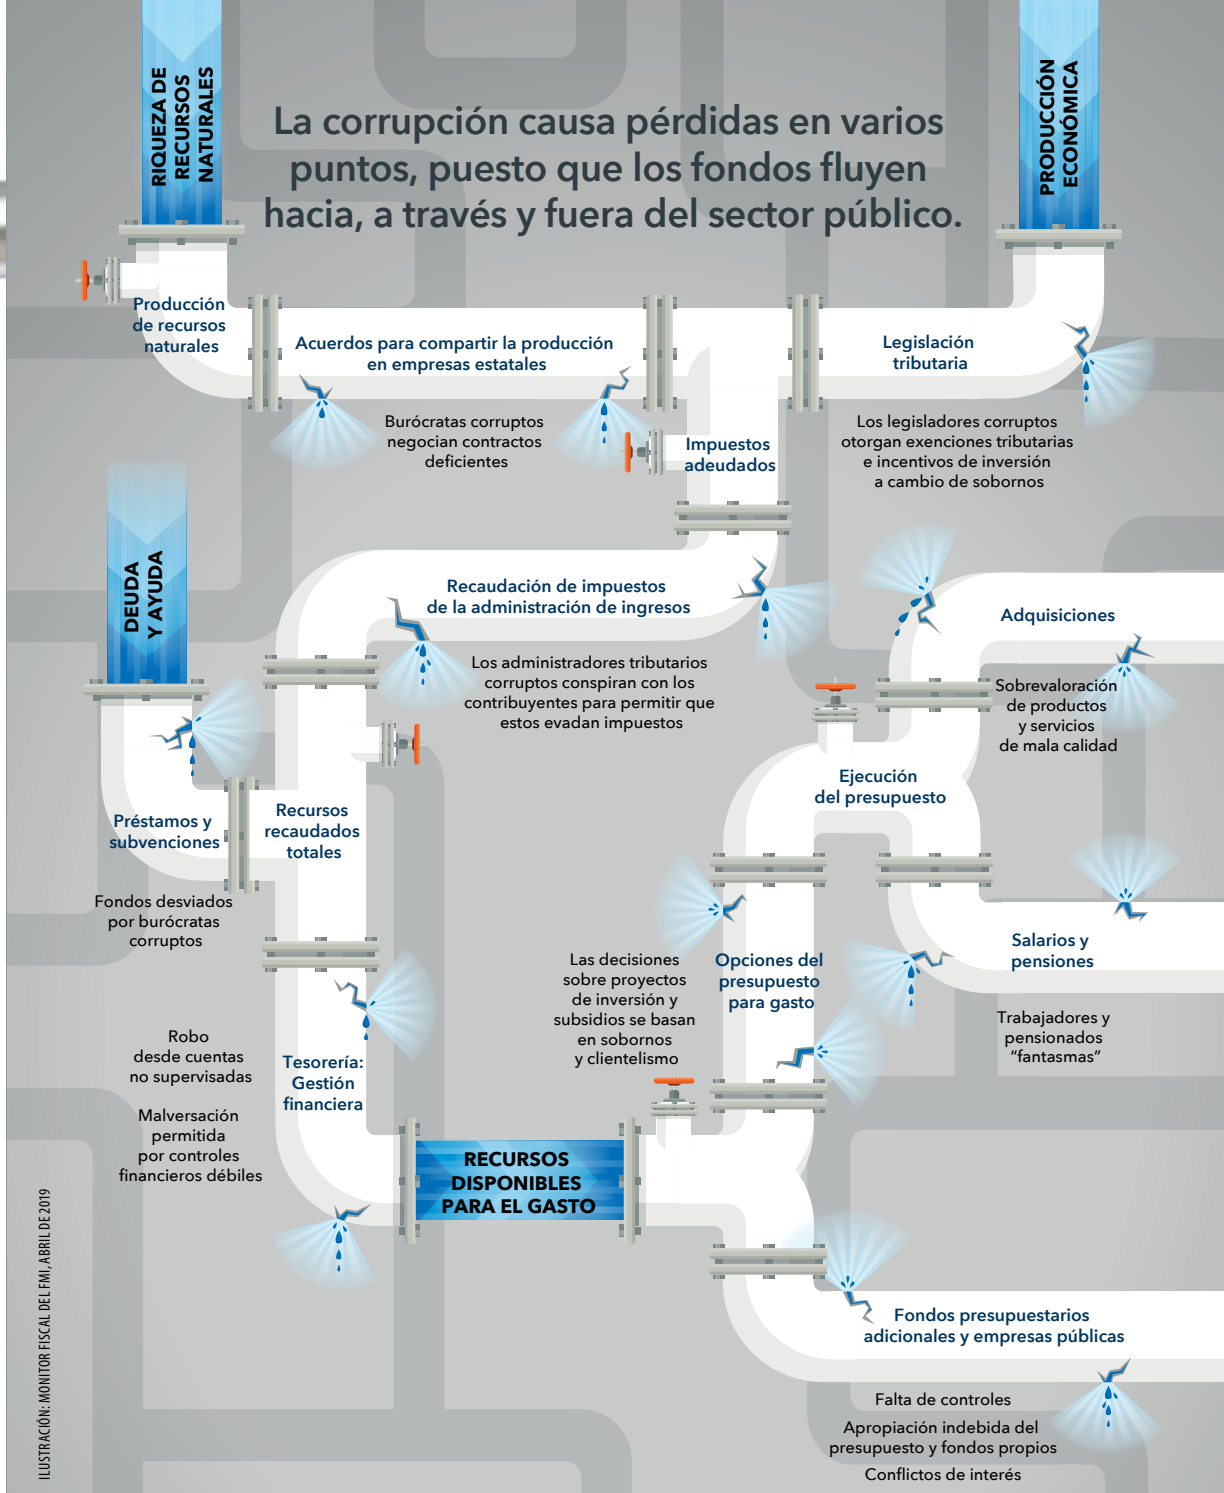 RIQUEZA DE
RECURSOS
NATURALES
PRODUCCIÓN
ECONÓMICA
La corrupción causa pérdidas en varios
puntos, puesto que los fondos fluyen
hacia, a través y fuera del sector público.
Producción
de recursos
naturales
Acuerdos para compartir la producción
en empresas estatales
Legislación
tributaria
Burócratas corruptos
negocian contractos
deficientes
Impuestos
adeudados
Los legisladores corruptos
otorgan exenciones tributarias
e incentivos de inversión
a cambio de sobornos
DEUDA
Y AYUDA
Recaudación de impuestos
de la administración de ingresos
Adquisiciones
Los administradores tributarios
corruptos conspiran con los
contribuyentes para permitir que
estos evadan impuestos
Sobrevaloración
de productos
y servicios
de mala calidad
Ejecución
del presupuesto
Préstamos y
subvenciones
Recursos
recaudados
totales
Fondos desviados
por burócratas
corruptos
Las decisiones
sobre proyectos
de inversión y
subsidios se basan
en sobornos
y clientelismo
Opciones del
presupuesto
para gasto
Salarios y
pensiones
Trabajadores y
pensionados
“fantasmas”
Robo
desde cuentas
no supervisadas
Malversación
permitida
por controles
financieros débiles
Tesorería:
Gestión
financiera
RECURSOS
DISPONIBLES
PARA EL GASTO
Fondos presupuestarios
adicionales y empresas públicas
Falta de controles
Apropiación indebida del
presupuesto y fondos propios
Conflictos de interés
ILUSTRACIÓN: MONITOR FISCAL DEL FMI, ABRIL DE 2019